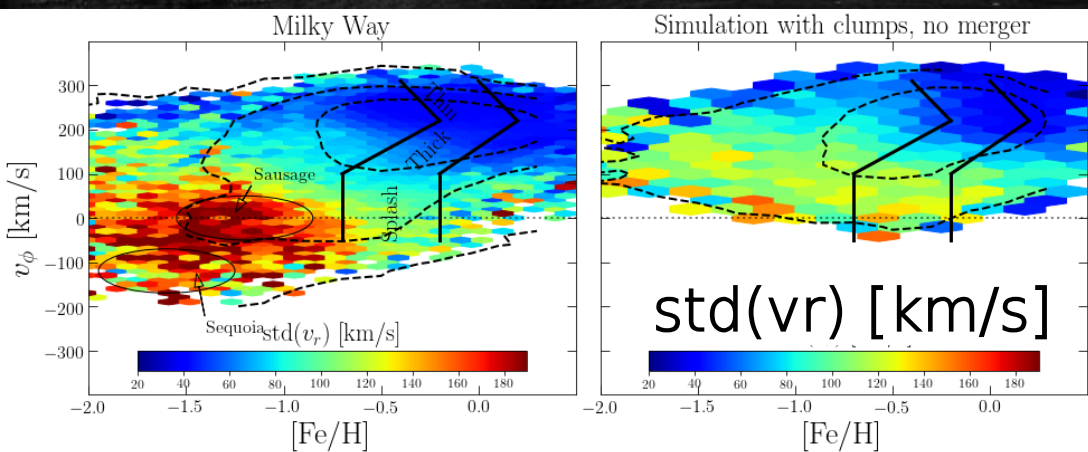 Milky Way
Simulation with clumps, no merger
v_ϕ [km/s]
300
200
100
0
−100
−200
−300
Thin
Thick
Splash
Sausage
Sequoia
std(v_r) [km/s]
20 40 60 80 100 120 140 160 180
−2.0 −1.5 −1.0 −0.5 0.0
[Fe/H]
std(vr) [km/s]
20 40 60 80 100 120 140 160 180
−2.0 −1.5 −1.0 −0.5 0.0
[Fe/H]